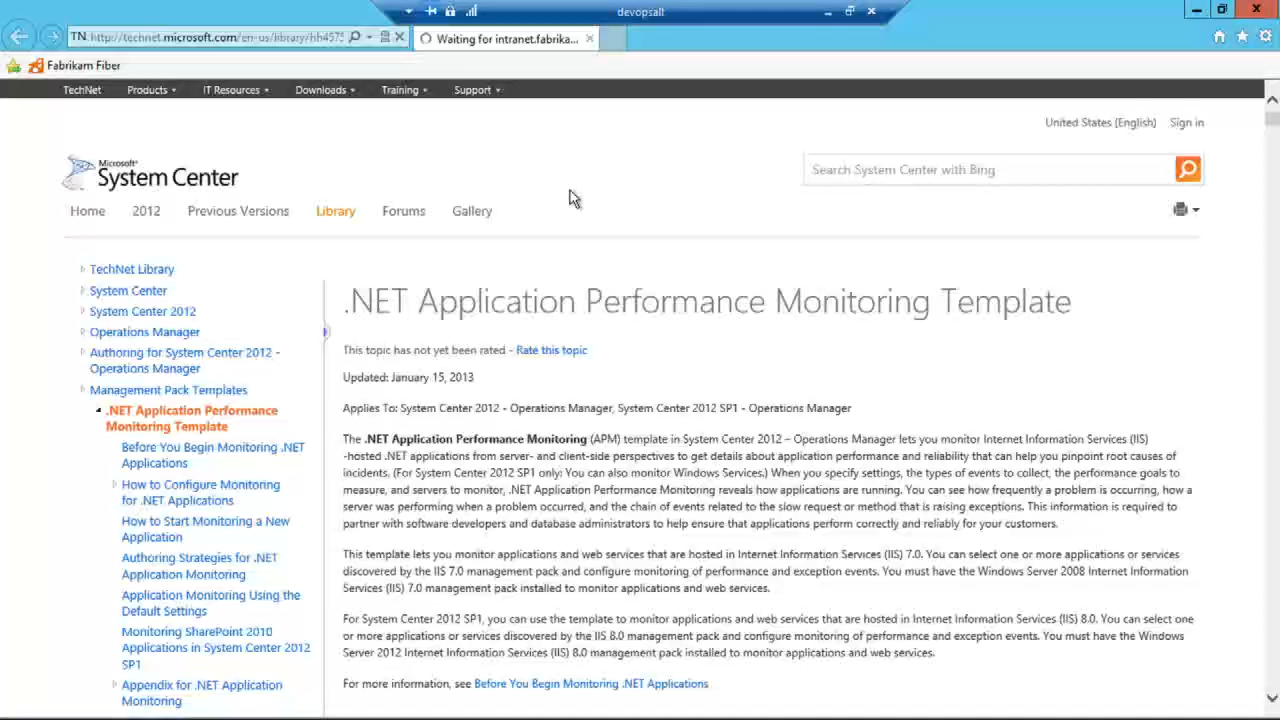 devopsalt
TN http://technet.microsoft.com/en-us/library/hh4575
Waiting for intranet.fabrika...
Fabrikam Fiber
TechNet Products IT Resources Downloads Training Support
United States (English) Sign in
Microsoft
System Center
Search System Center with Bing
Home 2012 Previous Versions Library Forums Gallery
TechNet Library
System Center
System Center 2012
Operations Manager
Authoring for System Center 2012 -
Operations Manager
Management Pack Templates
.NET Application Performance
Monitoring Template
Before You Begin Monitoring .NET
Applications
How to Configure Monitoring
for .NET Applications
How to Start Monitoring a New
Application
Authoring Strategies for .NET
Application Monitoring
Application Monitoring Using the
Default Settings
Monitoring SharePoint 2010
Applications in System Center 2012
SP1
Appendix for .NET Application
Monitoring
.NET Application Performance Monitoring Template
This topic has not yet been rated - Rate this topic
Updated: January 15, 2013
Applies To: System Center 2012 - Operations Manager, System Center 2012 SP1 - Operations Manager
The .NET Application Performance Monitoring (APM) template in System Center 2012 – Operations Manager lets you monitor Internet Information Services (IIS)
-hosted .NET applications from server- and client-side perspectives to get details about application performance and reliability that can help you pinpoint root causes of
incidents. (For System Center 2012 SP1 only: You can also monitor Windows Services.) When you specify settings, the types of events to collect, the performance goals to
measure, and servers to monitor, .NET Application Performance Monitoring reveals how applications are running. You can see how frequently a problem is occurring, how a
server was performing when a problem occurred, and the chain of events related to the slow request or method that is raising exceptions. This information is required to
partner with software developers and database administrators to help ensure that applications perform correctly and reliably for your customers.
This template lets you monitor applications and web services that are hosted in Internet Information Services (IIS) 7.0. You can select one or more applications or services
discovered by the IIS 7.0 management pack and configure monitoring of performance and exception events. You must have the Windows Server 2008 Internet Information
Services (IIS) 7.0 management pack installed to monitor applications and web services.
For System Center 2012 SP1, you can use the template to monitor applications and web services that are hosted in Internet Information Services (IIS) 8.0. You can select one
or more applications or services discovered by the IIS 8.0 management pack and configure monitoring of performance and exception events. You must have the Windows
Server 2012 Internet Information Services (IIS) 8.0 management pack installed to monitor applications and web services.
For more information, see Before You Begin Monitoring .NET Applications